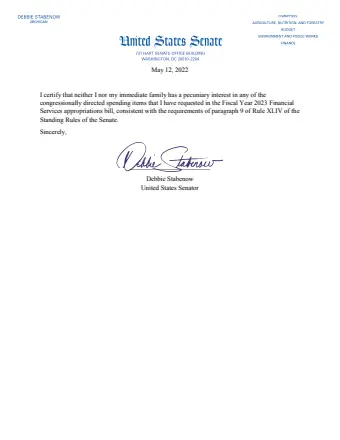 DEBBIE STABENOW
MICHIGAN
COMMITTEES:
AGRICULTURE, NUTRITION, AND FORESTRY
BUDGET
ENVIRONMENT AND PUBLIC WORKS
FINANCE
United States Senate
731 HART SENATE OFFICE BUILDING
WASHINGTON, DC 20510-2204
May 12, 2022
I certify that neither I nor my immediate family has a pecuniary interest in any of the
congressionally directed spending items that I have requested in the Fiscal Year 2023 Financial
Services appropriations bill, consistent with the requirements of paragraph 9 of Rule XLIV of the
Standing Rules of the Senate.
Sincerely,
Debbie Stabenow
Debbie Stabenow
United States Senator